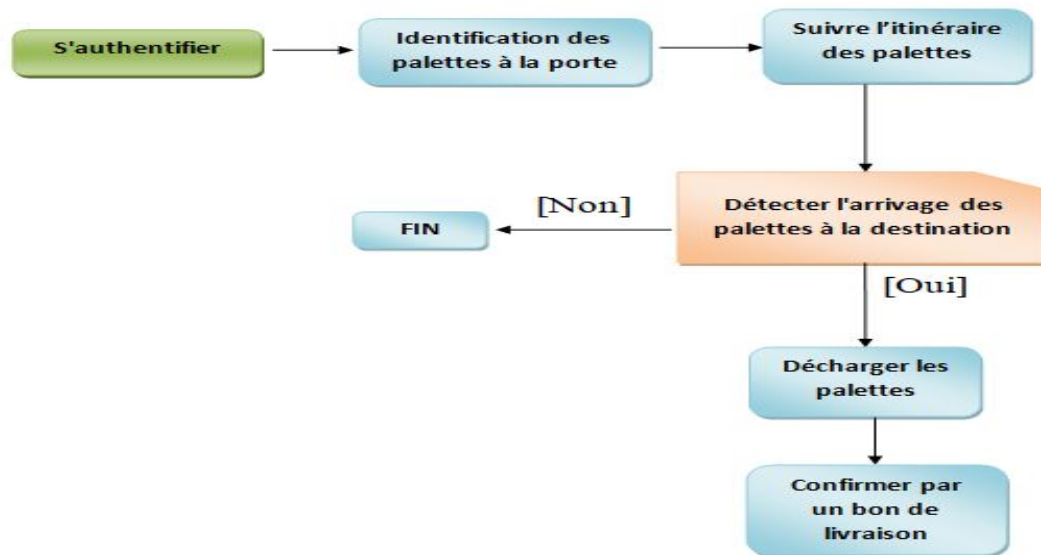 S'authentifier
Identification des
palettes à la porte
Suivre l'itinéraire
des palettes
Détecter l'arrivage des
palettes à la destination
[Non]
FIN
[Oui]
Décharger les
palettes
Confirmer par
un bon de
livraison